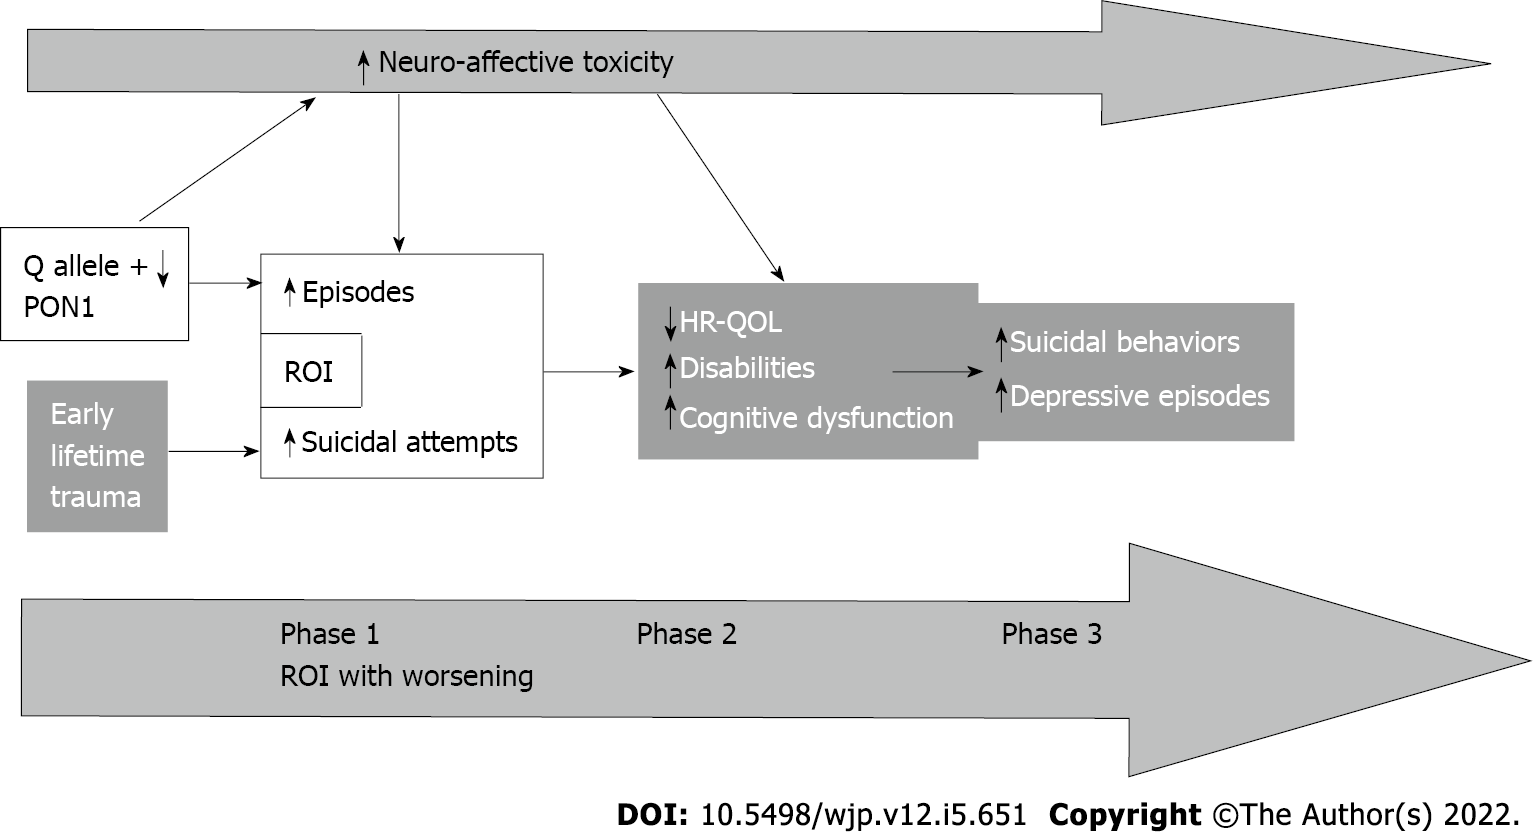 ↑ Neuro-affective toxicity
Q allele + ↓
PON1
Early
lifetime
trauma
↑ Episodes
ROI
↑ Suicidal attempts
↓ HR-QOL
↑ Disabilities
↑ Cognitive dysfunction
↑ Suicidal behaviors
↑ Depressive episodes
Phase 1
ROI with worsening
Phase 2
Phase 3
DOI: 10.5498/wjp.v12.i5.651 Copyright ©The Author(s) 2022.